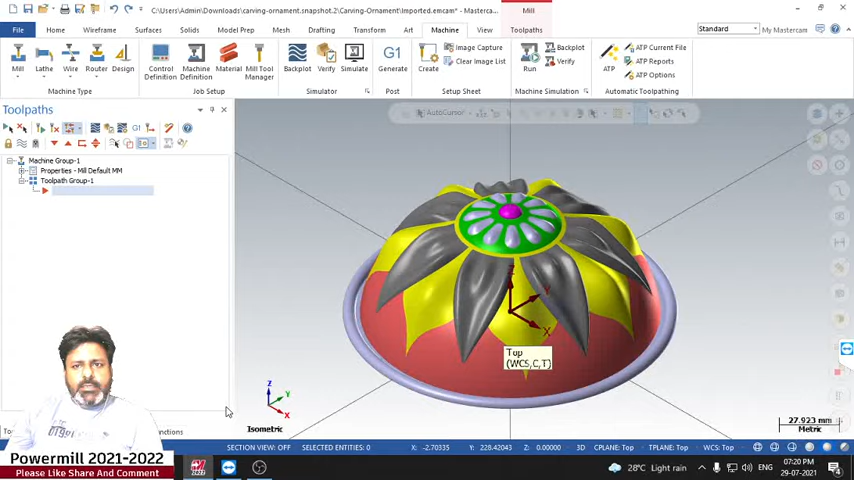 C:\Users\Admin\carving-ornament.snapshot.2\Carving-Ornament\Imported.emcam* - Mastercam...
Mill
File
Home
Wireframe
Surfaces
Solids
Model Prep
Mesh
Drafting
Transform
Machine
View
Toolpaths
Standard
My Mastercam
Mill
Lathe
Wire
Router
Design
Control Definition
Machine Definition
Material
Mill Tool Manager
Backplot
Verify
Simulate
G1
Generate
Create
Image Capture
Clear Image List
Run
Backplot
Verify
ATP
ATP Current File
ATP Reports
ATP Options
Machine Type
Job Setup
Simulator
Post
Setup Sheet
Machine Simulation
Automatic Toolpathing
Toolpaths
G1
AutoCursor
Machine Group-1
Properties - Mill Default MM
Toolpath Group-1
Z
Y
X
Top
(WCS,C,T)
Z
Y
X
Isometric
27.923 mm
Metric
SECTION VIEW: OFF
SELECTED ENTITIES: 0
X: -2.70335
Y: 228.42043
Z: 0.00000
3D
CPLANE: Top
TPLANE: Top
WCS: Top
Powermill 2021-2022
Please Like Share And Comment
2022
28°C Light rain
ENG
07:20 PM
29-07-2021
4